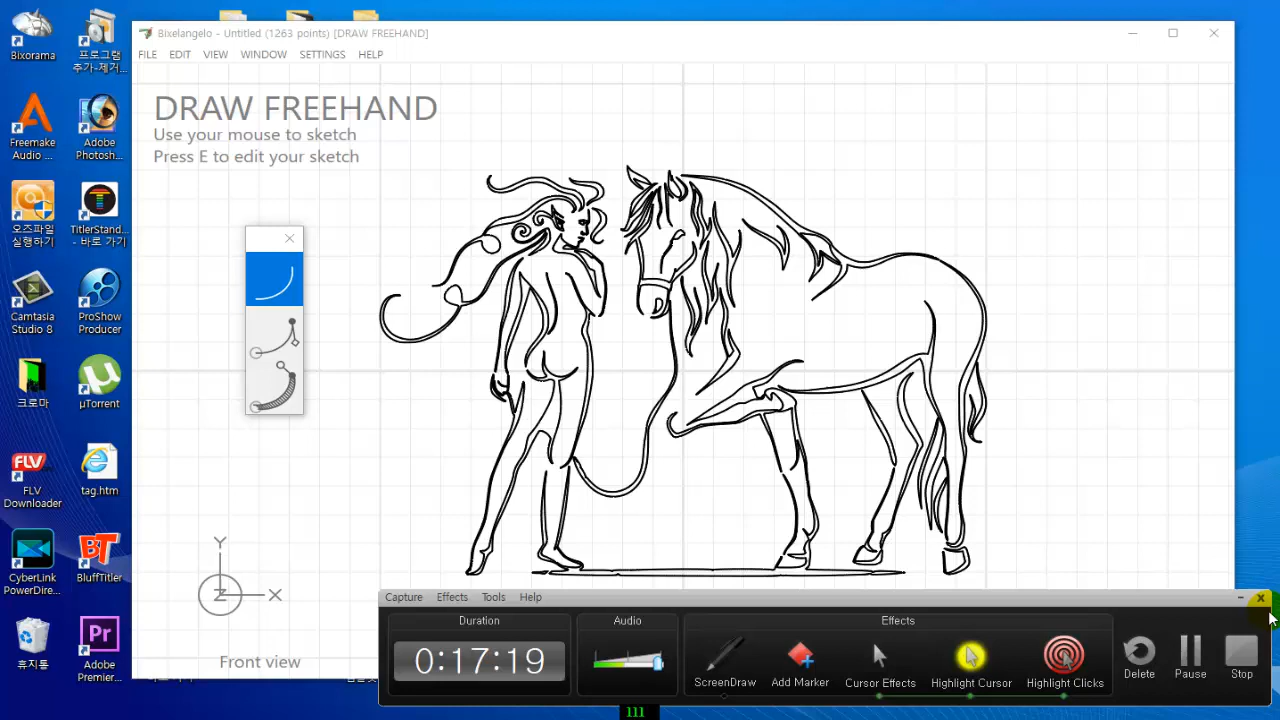 Bixelangelo - Untitled (1263 points) [DRAW FREEHAND]
FILE EDIT VIEW WINDOW SETTINGS HELP
DRAW FREEHAND
Use your mouse to sketch
Press E to edit your sketch
Bixorama
프로그램
추가-제거...
Freemake
Audio ...
Adobe
Photosh...
오즈파일
실행하기
TitlerStand...
- 바로 가기
Camtasia
Studio 8
ProShow
Producer
크로마
µTorrent
FLV
FLV
Downloader
tag.htm
CyberLink
PowerDire...
BT
BluffTitler
휴지통
Pr
Adobe
Premier...
Y
Z
X
Front view
Capture Effects Tools Help
Duration
Audio
Effects
0:17:19
ScreenDraw
Add Marker
Cursor Effects
Highlight Cursor
Highlight Clicks
Delete
Pause
Stop